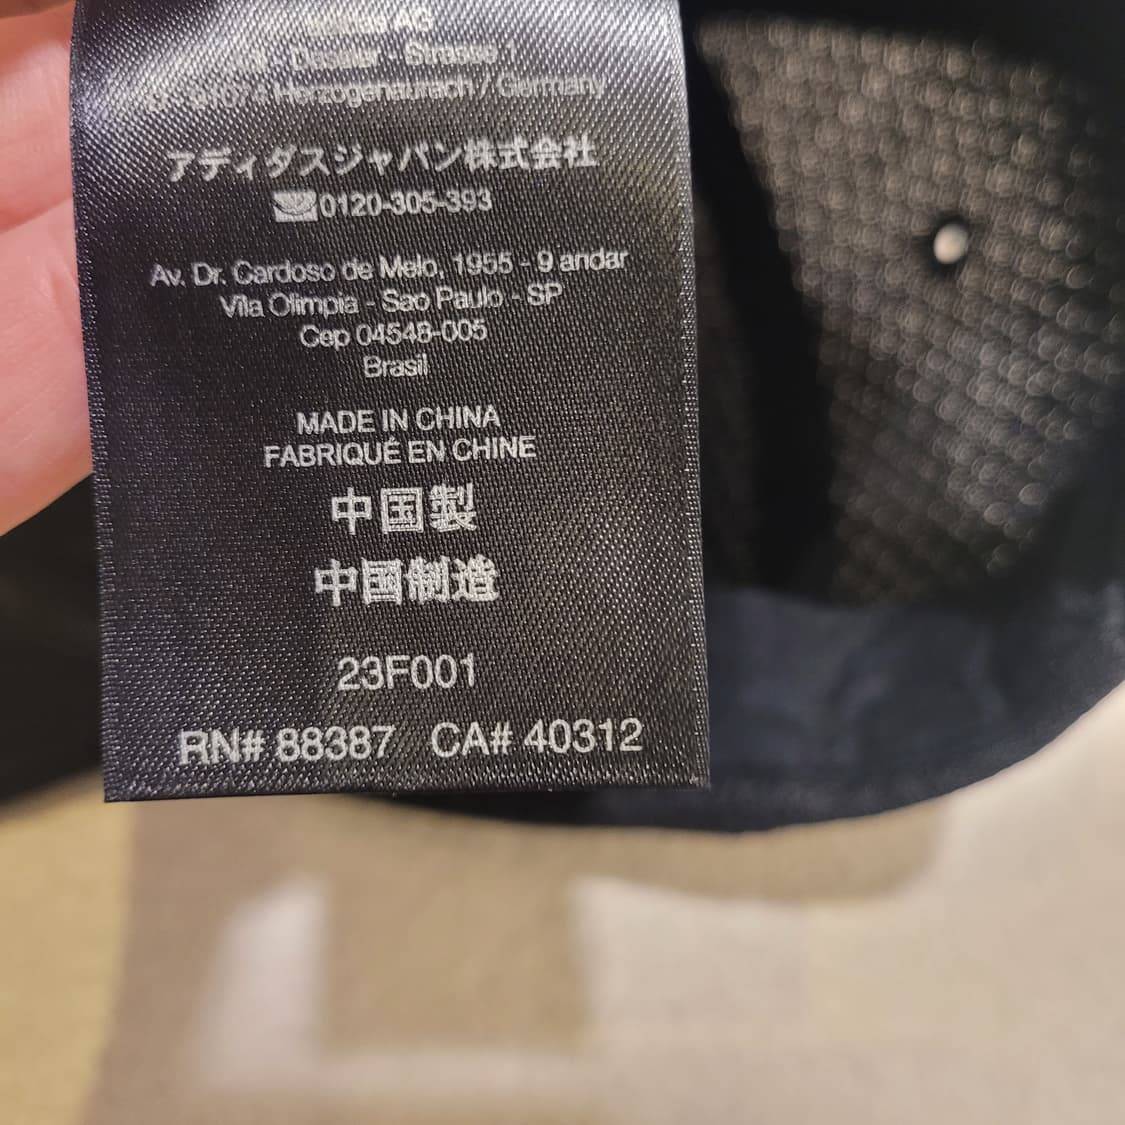 AG
Strasse 1
Herzogenaurach / Germany
アディダスジャパン株式会社
0120-305-393
Av. Dr. Cardoso de Melo, 1955 - 9 andar
Vila Olimpia - Sao Paulo - SP
Cep 04548-005
Brasil
MADE IN CHINA
FABRIQUÉ EN CHINE
中国製
中国制造
23F001
RN# 88387 CA# 40312